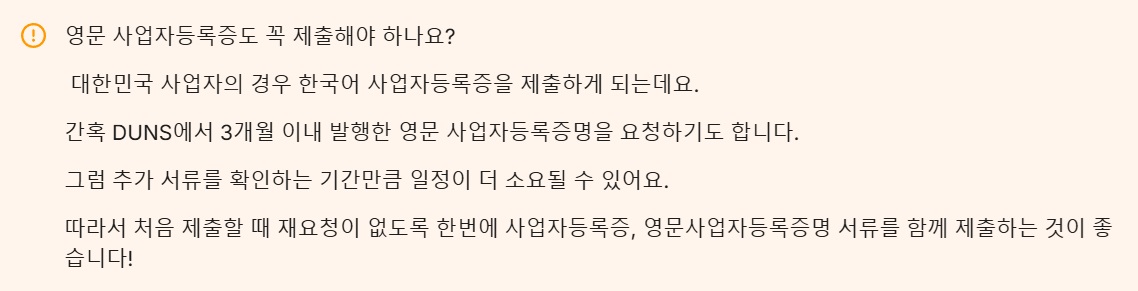 영문 사업자등록증도 꼭 제출해야 하나요?
대한민국 사업자의 경우 한국어 사업자등록증을 제출하게 되는데요.
간혹 DUNS에서 3개월 이내 발행한 영문 사업자등록증명을 요청하기도 합니다.
그럼 추가 서류를 확인하는 기간만큼 일정이 더 소요될 수 있어요.
따라서 처음 제출할 때 재요청이 없도록 한번에 사업자등록증, 영문사업자등록증명 서류를 함께 제출하는 것이 좋
습니다!